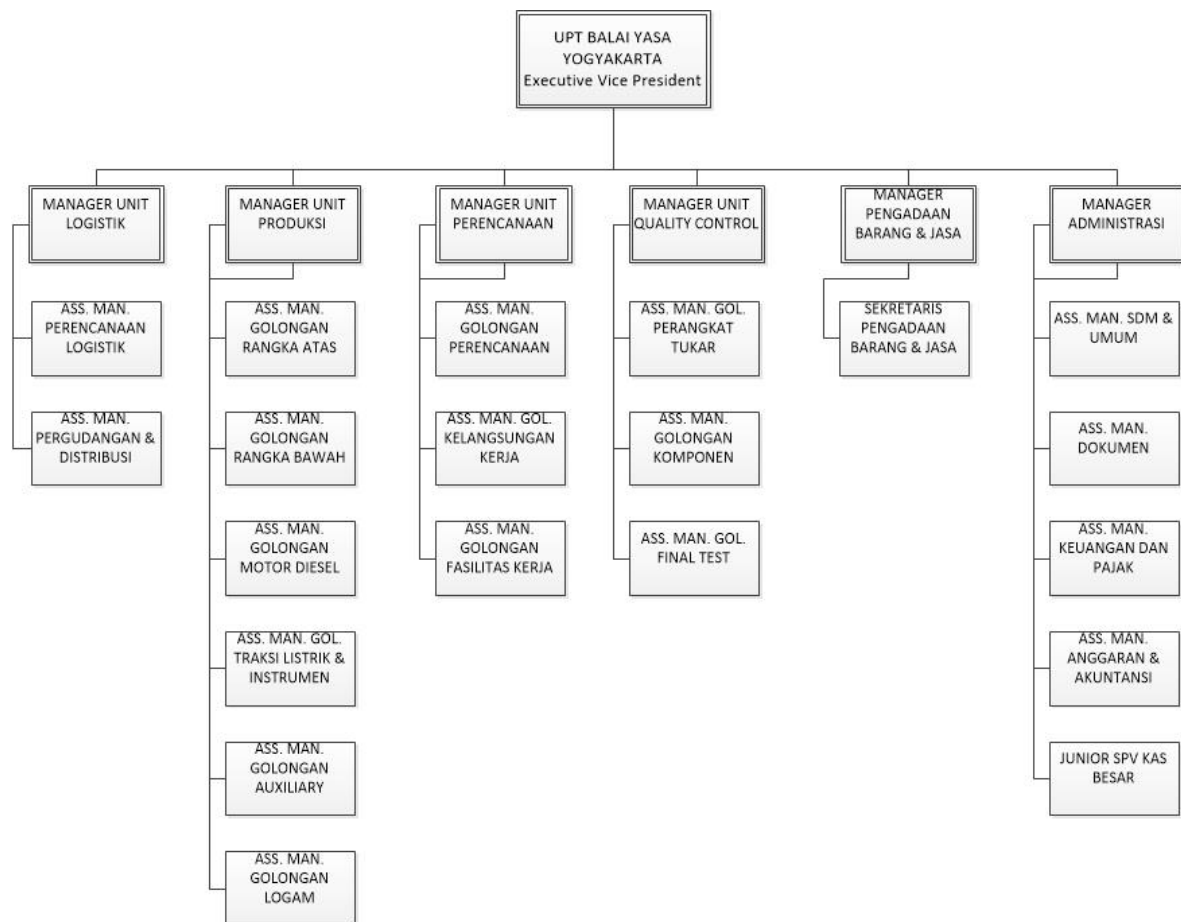 UPT BALAI YASA
YOGYAKARTA
Executive Vice President
MANAGER UNIT
LOGISTIK
MANAGER UNIT
PRODUKSI
MANAGER UNIT
PERENCANAAN
MANAGER UNIT
QUALITY CONTROL
MANAGER
PENGADAAN
BARANG & JASA
MANAGER
ADMINISTRASI
ASS. MAN.
PERENCANAAN
LOGISTIK
ASS. MAN.
GOLONGAN
RANGKA ATAS
ASS. MAN.
GOLONGAN
PERENCANAAN
ASS. MAN. GOL.
PERANGKAT
TUKAR
SEKRETARIS
PENGADAAN
BARANG & JASA
ASS. MAN. SDM &
UMUM
ASS. MAN.
PERGUDANGAN &
DISTRIBUSI
ASS. MAN.
GOLONGAN
RANGKA BAWAH
ASS. MAN. GOL.
KELANGSUNGAN
KERJA
ASS. MAN.
GOLONGAN
KOMPONEN
ASS. MAN.
DOKUMEN
ASS. MAN.
GOLONGAN
MOTOR DIESEL
ASS. MAN.
GOLONGAN
FASILITAS KERJA
ASS. MAN. GOL.
FINAL TEST
ASS. MAN.
KEUANGAN DAN
PAJAK
ASS. MAN. GOL.
TRAKSI LISTRIK &
INSTRUMEN
ASS. MAN.
ANGGARAN &
AKUNTANSI
ASS. MAN.
GOLONGAN
AUXILIARY
JUNIOR SPV KAS
BESAR
ASS. MAN.
GOLONGAN
LOGAM